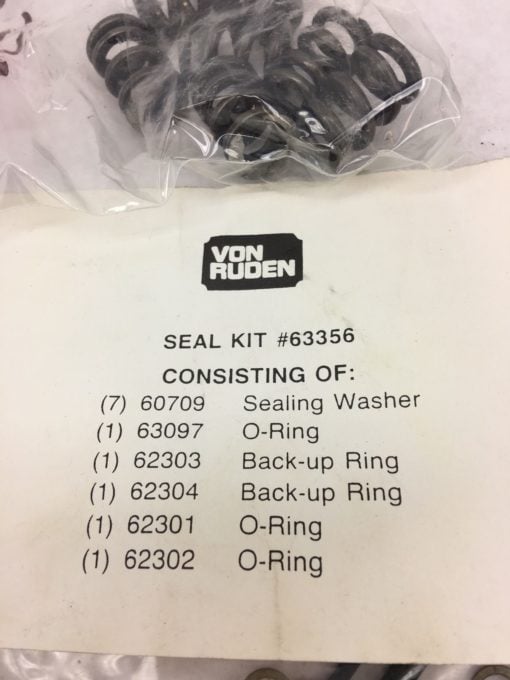 VON
RUDEN
SEAL KIT #63356
CONSISTING OF:
(7) 60709 Sealing Washer
(1) 63097 O-Ring
(1) 62303 Back-up Ring
(1) 62304 Back-up Ring
(1) 62301 O-Ring
(1) 62302 O-Ring